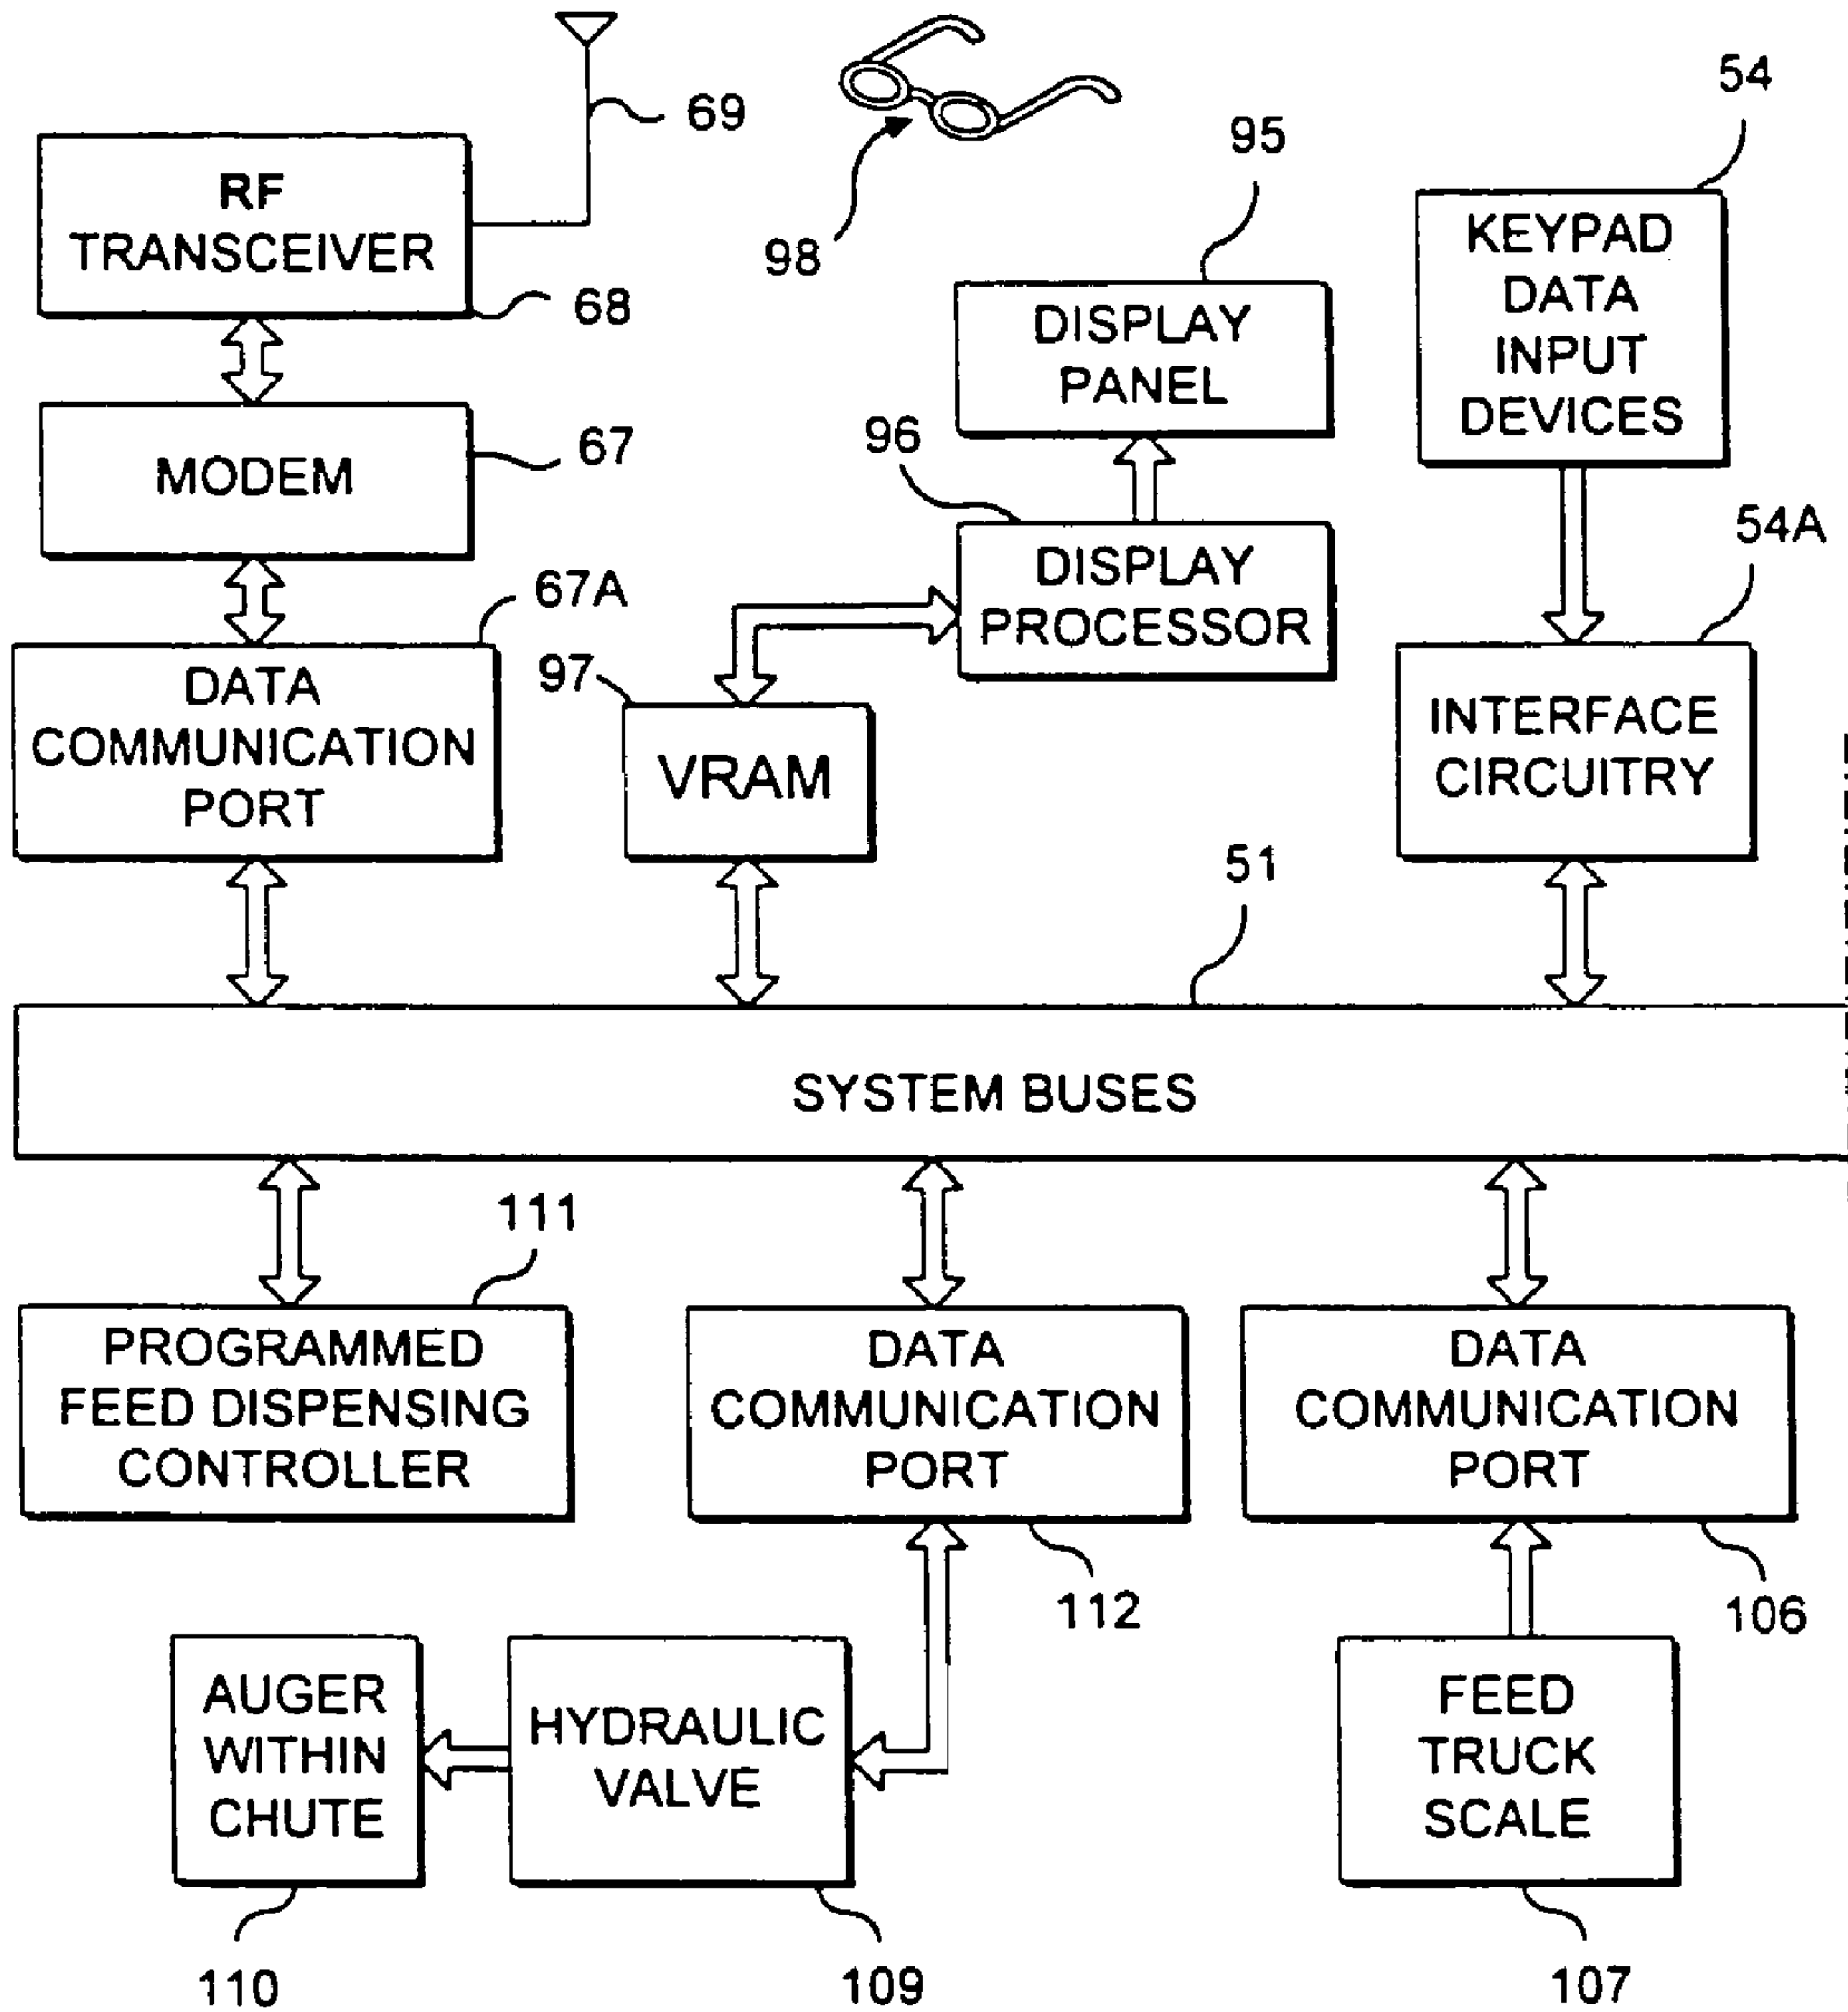 69
54
95
RF
TRANSCEIVER
68
98
KEYPAD
DATA
INPUT
DEVICES
DISPLAY
PANEL
67
MODEM
96
54A
DISPLAY
PROCESSOR
67A
DATA
COMMUNICATION
PORT
97
VRAM
INTERFACE
CIRCUITRY
51
SYSTEM BUSES
111
PROGRAMMED
FEED DISPENSING
CONTROLLER
DATA
COMMUNICATION
PORT
DATA
COMMUNICATION
PORT
112
106
AUGER
WITHIN
CHUTE
HYDRAULIC
VALVE
FEED
TRUCK
SCALE
110
109
107